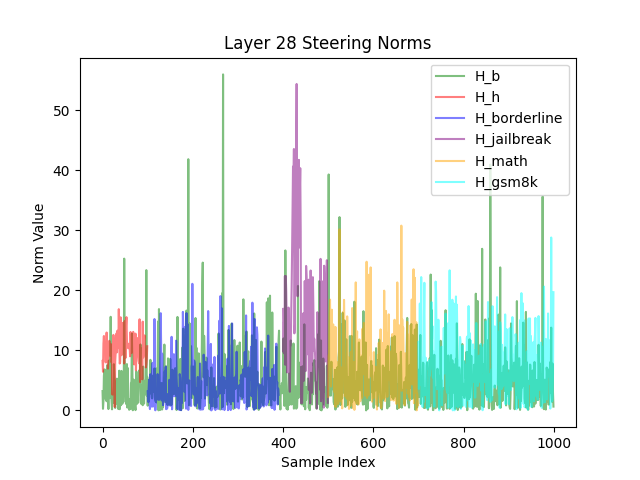 Layer 28 Steering Norms
H_b
H_h
H_borderline
H_jailbreak
H_math
H_gsm8k
Norm Value
50
40
30
20
10
0
0
200
400
600
800
1000
Sample Index